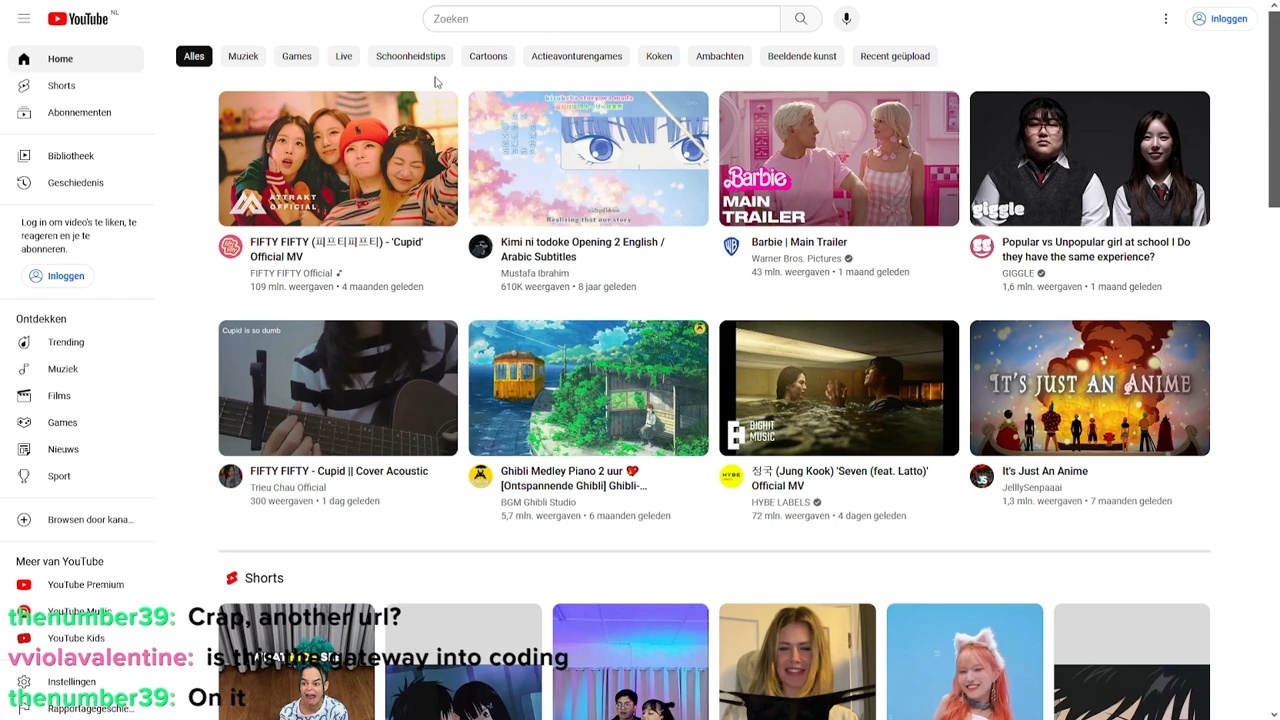 YouTube NL
Zoeken
Inloggen
Home
Shorts
Abonnementen
Bibliotheek
Geschiedenis
Log in om video's te liken, te
reageren en je te
abonneren.
Inloggen
Ontdekken
Trending
Muziek
Films
Games
Nieuws
Sport
Browsen door kana...
Meer van YouTube
YouTube Premium
YouTube Music
YouTube Kids
Instellingen
Rapportagegeschie...
Alles
Muziek
Games
Live
Schoonheidstips
Cartoons
Actieavonturengames
Koken
Ambachten
Beeldende kunst
Recent geüpload
ATTRAKT
OFFICIAL
FIFTY FIFTY (피프티피프티) - 'Cupid'
Official MV
FIFTY FIFTY Official
109 mln. weergaven • 4 maanden geleden
Realising that our story
Kimi ni todoke Opening 2 English /
Arabic Subtitles
Mustafa Ibrahim
610K weergaven • 8 jaar geleden
Barbie
MAIN
TRAILER
Barbie | Main Trailer
Warner Bros. Pictures
43 mln. weergaven • 1 maand geleden
giggle
Popular vs Unpopular girl at school I Do
they have the same experience?
GIGGLE
1,6 mln. weergaven • 1 maand geleden
Cupid is so dumb
FIFTY FIFTY - Cupid || Cover Acoustic
Trieu Chau Official
300 weergaven • 1 dag geleden
Ghibli Medley Piano 2 uur ❤️
[Ontspannende Ghibli] Ghibli-...
BGM Ghibli Studio
5,7 mln. weergaven • 6 maanden geleden
BIGHIT
MUSIC
HYBE
LABELS
정국 (Jung Kook) 'Seven (feat. Latto)'
Official MV
HYBE LABELS
72 mln. weergaven • 4 dagen geleden
IT'S JUST AN ANIME
It's Just An Anime
JelllySenpaaai
1,3 mln. weergaven • 7 maanden geleden
Shorts
thenumber39: Crap, another url?
vviolavalentine: is this the gateway into coding
thenumber39: On it